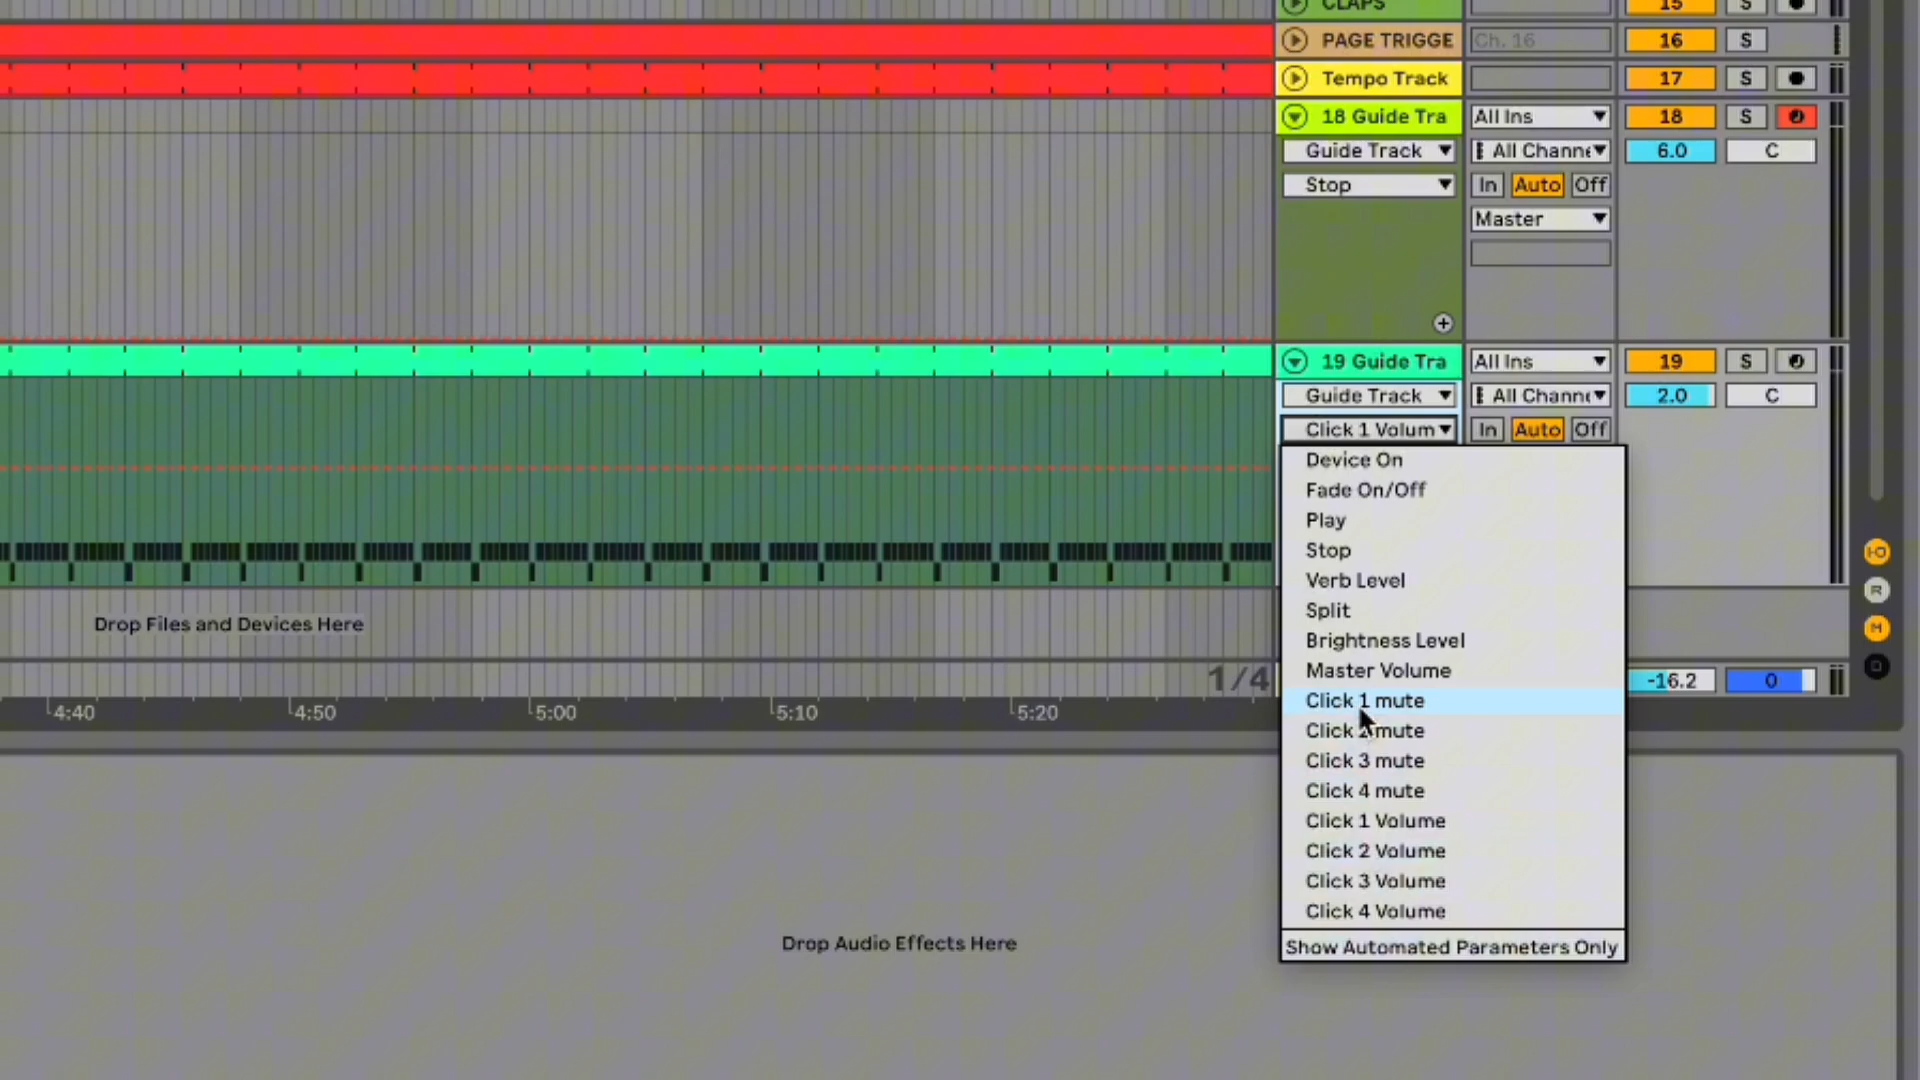 CLAPS 15 S
PAGE TRIGGE Ch. 16 16 S
Tempo Track 17 S
18 Guide Tra All Ins 18 S
Guide Track All Channe 6.0 C
Stop In Auto Off
Master
19 Guide Tra All Ins 19 S
Guide Track All Channe 2.0 C
Click 1 Volum In Auto Off
Device On
Fade On/Off
Play
Stop
Verb Level
Split
Brightness Level
Master Volume
Click 1 mute
Click 2 mute
Click 3 mute
Click 4 mute
Click 1 Volume
Click 2 Volume
Click 3 Volume
Click 4 Volume
Show Automated Parameters Only
I·O
R
M
D
Drop Files and Devices Here
1/4 -16.2 0
4:40 4:50 5:00 5:10 5:20
Drop Audio Effects Here